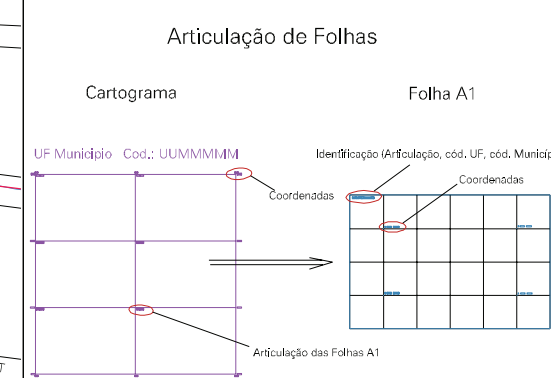 Articulação de Folhas
Cartograma
Folha A1
UF Municipio Cod.: UUMMMMM
Identificação (Articulação, cód. UF, cód. Municíp
Coordenadas
Coordenadas
Articulação das Folhas A1
T